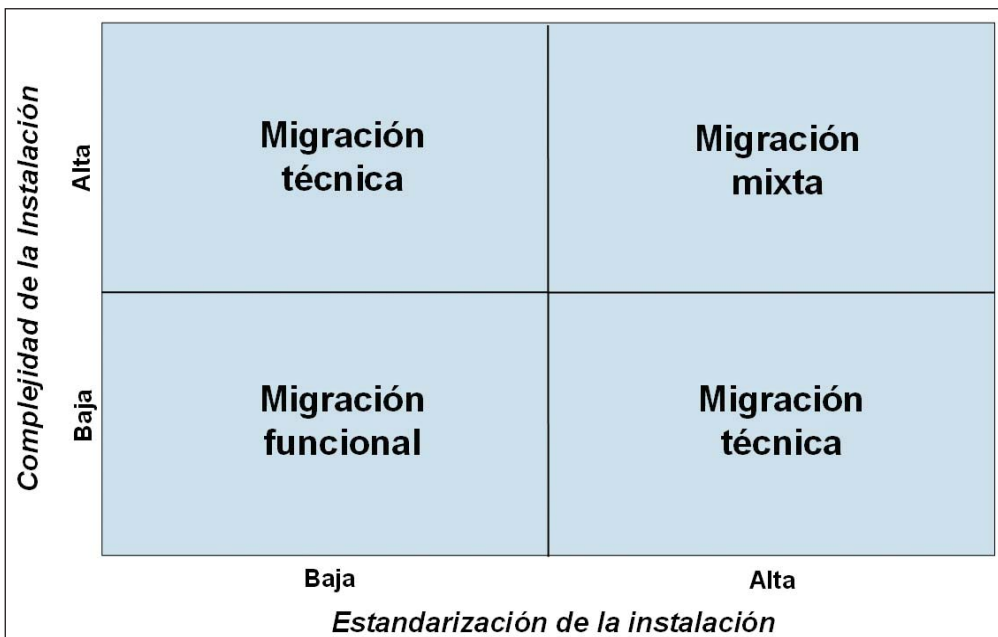 Complejidad de la Instalación
Alta
Baja
Migración
técnica
Migración
mixta
Migración
funcional
Migración
técnica
Baja
Alta
Estandarización de la instalación